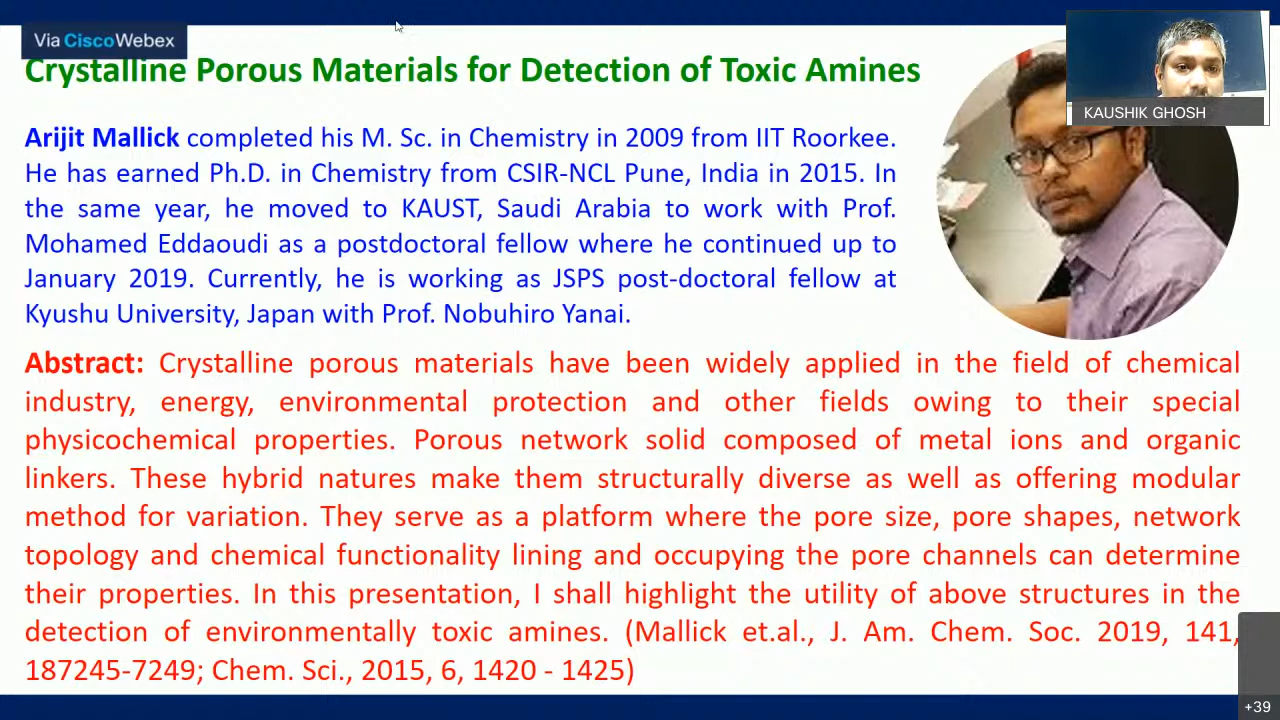 Via CiscoWebex
Crystalline Porous Materials for Detection of Toxic Amines
KAUSHIK GHOSH
Arijit Mallick completed his M. Sc. in Chemistry in 2009 from IIT Roorkee.
He has earned Ph.D. in Chemistry from CSIR-NCL Pune, India in 2015. In
the same year, he moved to KAUST, Saudi Arabia to work with Prof.
Mohamed Eddaoudi as a postdoctoral fellow where he continued up to
January 2019. Currently, he is working as JSPS post-doctoral fellow at
Kyushu University, Japan with Prof. Nobuhiro Yanai.
Abstract: Crystalline porous materials have been widely applied in the field of chemical
industry, energy, environmental protection and other fields owing to their special
physicochemical properties. Porous network solid composed of metal ions and organic
linkers. These hybrid natures make them structurally diverse as well as offering modular
method for variation. They serve as a platform where the pore size, pore shapes, network
topology and chemical functionality lining and occupying the pore channels can determine
their properties. In this presentation, I shall highlight the utility of above structures in the
detection of environmentally toxic amines. (Mallick et.al., J. Am. Chem. Soc. 2019, 141,
187245-7249; Chem. Sci., 2015, 6, 1420 - 1425)
+39